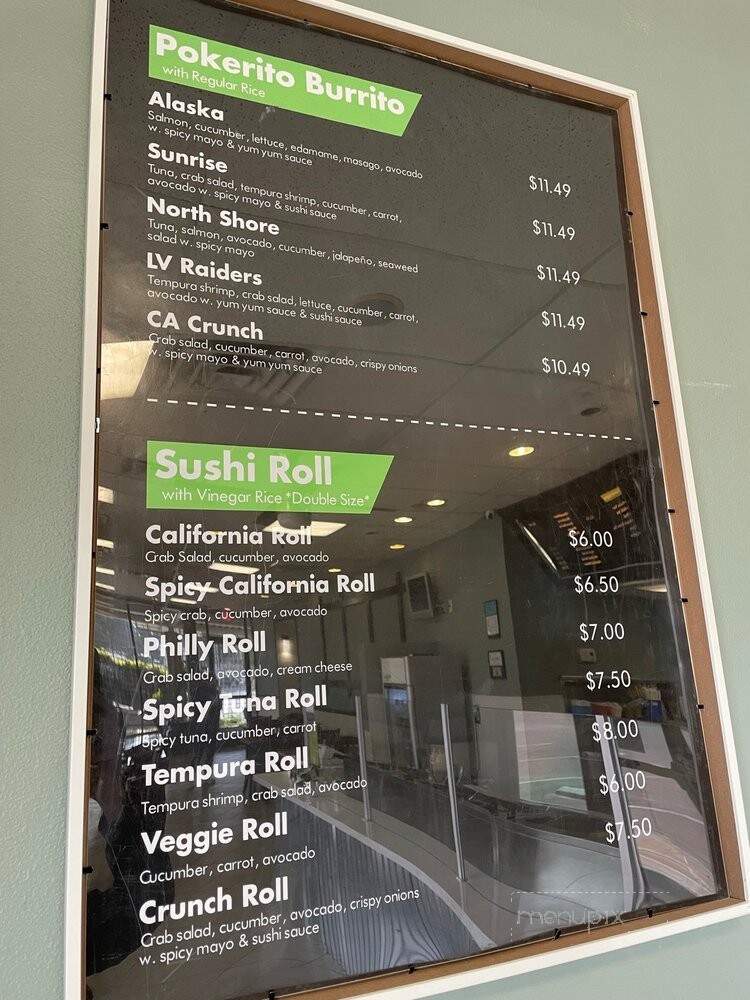 Pokerito Burrito
with Regular Rice
Alaska
Salmon, cucumber, lettuce, edamame, masago, avocado
w. spicy mayo & yum yum sauce
$11.49
Sunrise
Tuna, crab salad, tempura shrimp, cucumber, carrot,
avocado w. spicy mayo & sushi sauce
$11.49
North Shore
Tuna, salmon, avocado, cucumber, jalapeño, seaweed
salad w. spicy mayo
$11.49
LV Raiders
Tempura shrimp, crab salad, lettuce, cucumber, carrot,
avocado w. yum yum sauce & sushi sauce
$11.49
CA Crunch
Crab salad, cucumber, carrot, avocado, crispy onions
w. spicy mayo & yum yum sauce
$10.49
Sushi Roll
with Vinegar Rice *Double Size*
California Roll
Crab Salad, cucumber, avocado
$6.00
Spicy California Roll
Spicy crab, cucumber, avocado
$6.50
Philly Roll
Crab salad, avocado, cream cheese
$7.00
Spicy Tuna Roll
Spicy tuna, cucumber, carrot
$7.50
Tempura Roll
Tempura shrimp, crab salad, avocado
$8.00
Veggie Roll
Cucumber, carrot, avocado
$6.00
Crunch Roll
Crab salad, cucumber, avocado, crispy onions
w. spicy mayo & sushi sauce
$7.50
menupix